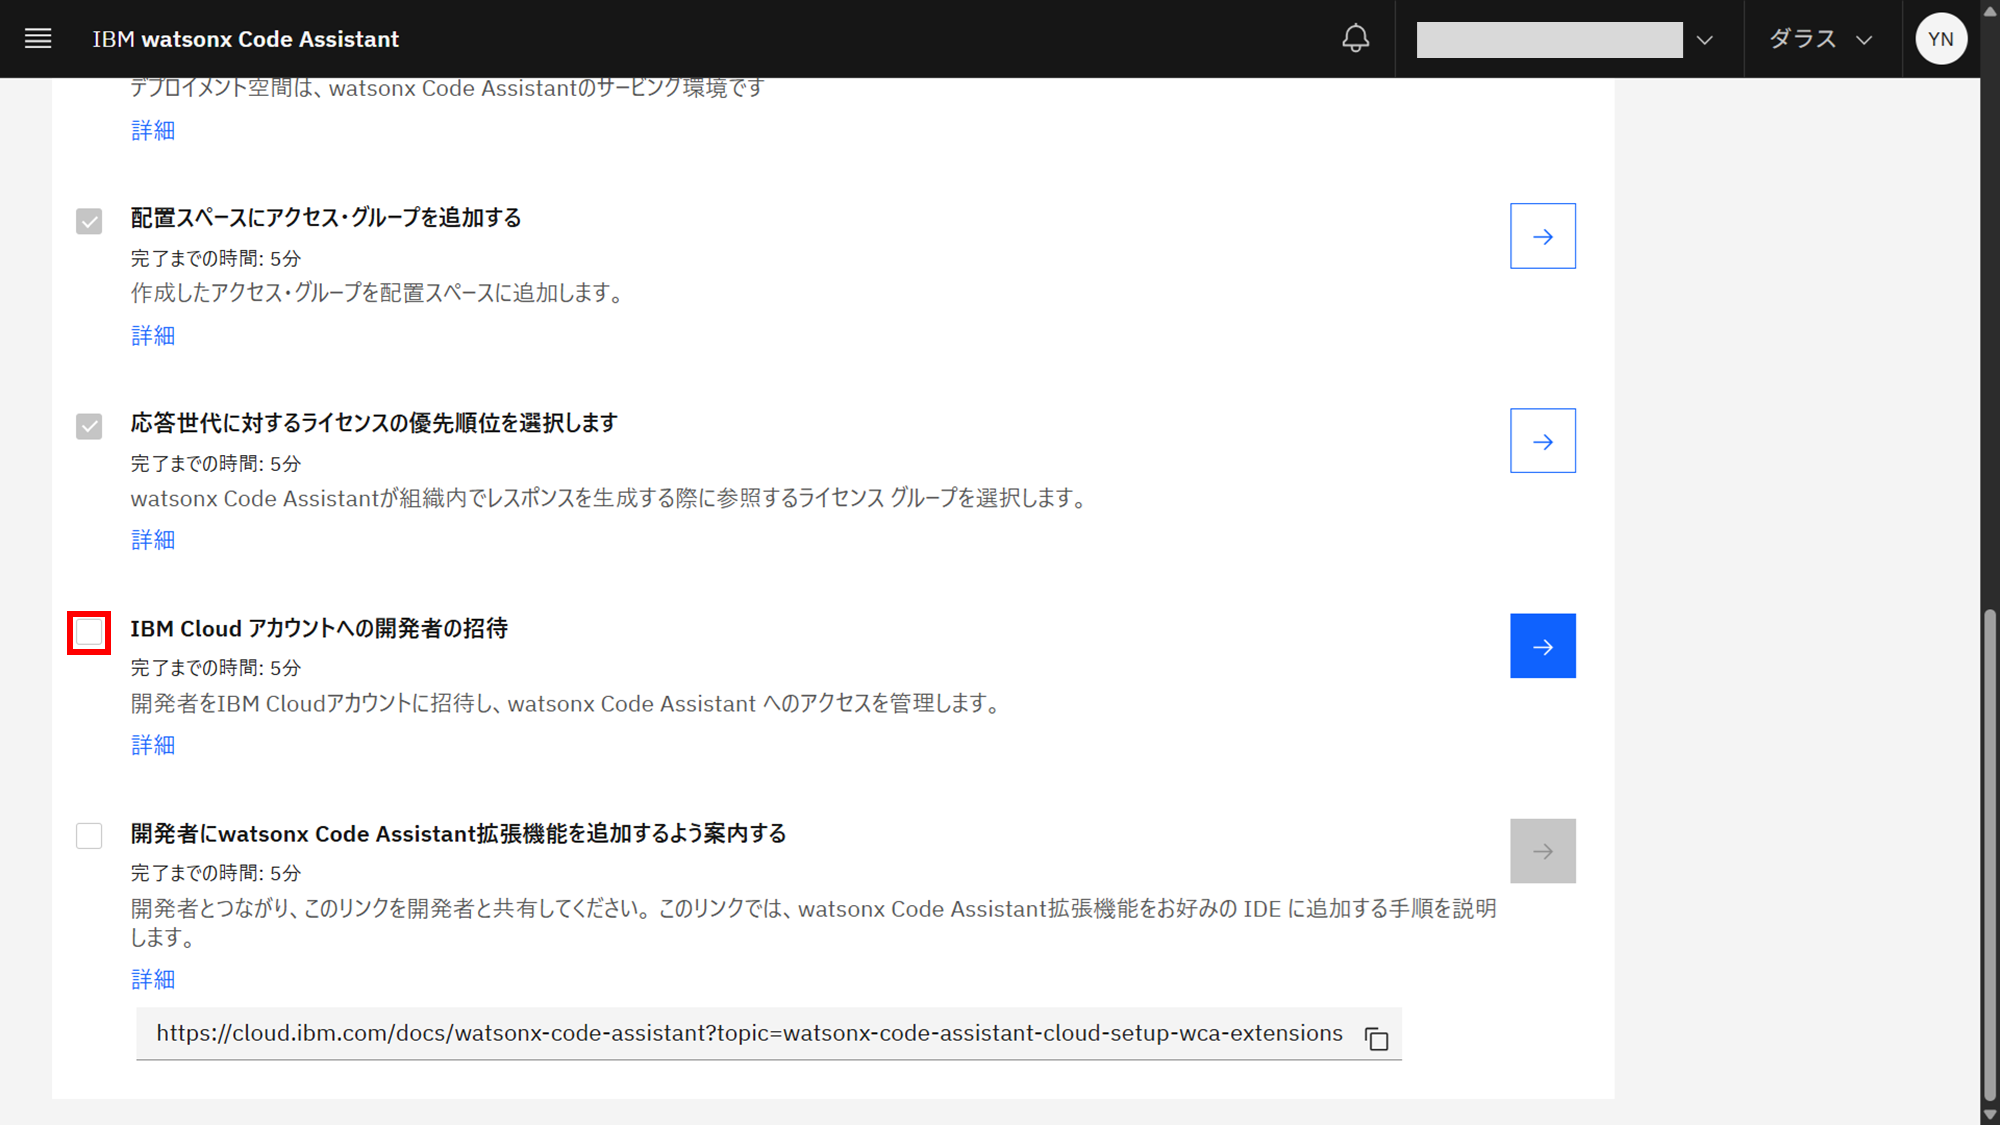 IBM watsonx Code Assistant
ダラス
YN
デプロイメント空間は、watsonx Code Assistantのサービング環境です
詳細
配置スペースにアクセス・グループを追加する
完了までの時間: 5分
作成したアクセス・グループを配置スペースに追加します。
詳細
応答世代に対するライセンスの優先順位を選択します
完了までの時間: 5分
watsonx Code Assistantが組織内でレスポンスを生成する際に参照するライセンス グループを選択します。
詳細
IBM Cloud アカウントへの開発者の招待
完了までの時間: 5分
開発者をIBM Cloudアカウントに招待し、watsonx Code Assistant へのアクセスを管理します。
詳細
開発者にwatsonx Code Assistant拡張機能を追加するよう案内する
完了までの時間: 5分
開発者とつながり、このリンクを開発者と共有してください。 このリンクでは、watsonx Code Assistant拡張機能をお好みの IDE に追加する手順を説明
します。
詳細
https://cloud.ibm.com/docs/watsonx-code-assistant?topic=watsonx-code-assistant-cloud-setup-wca-extensions